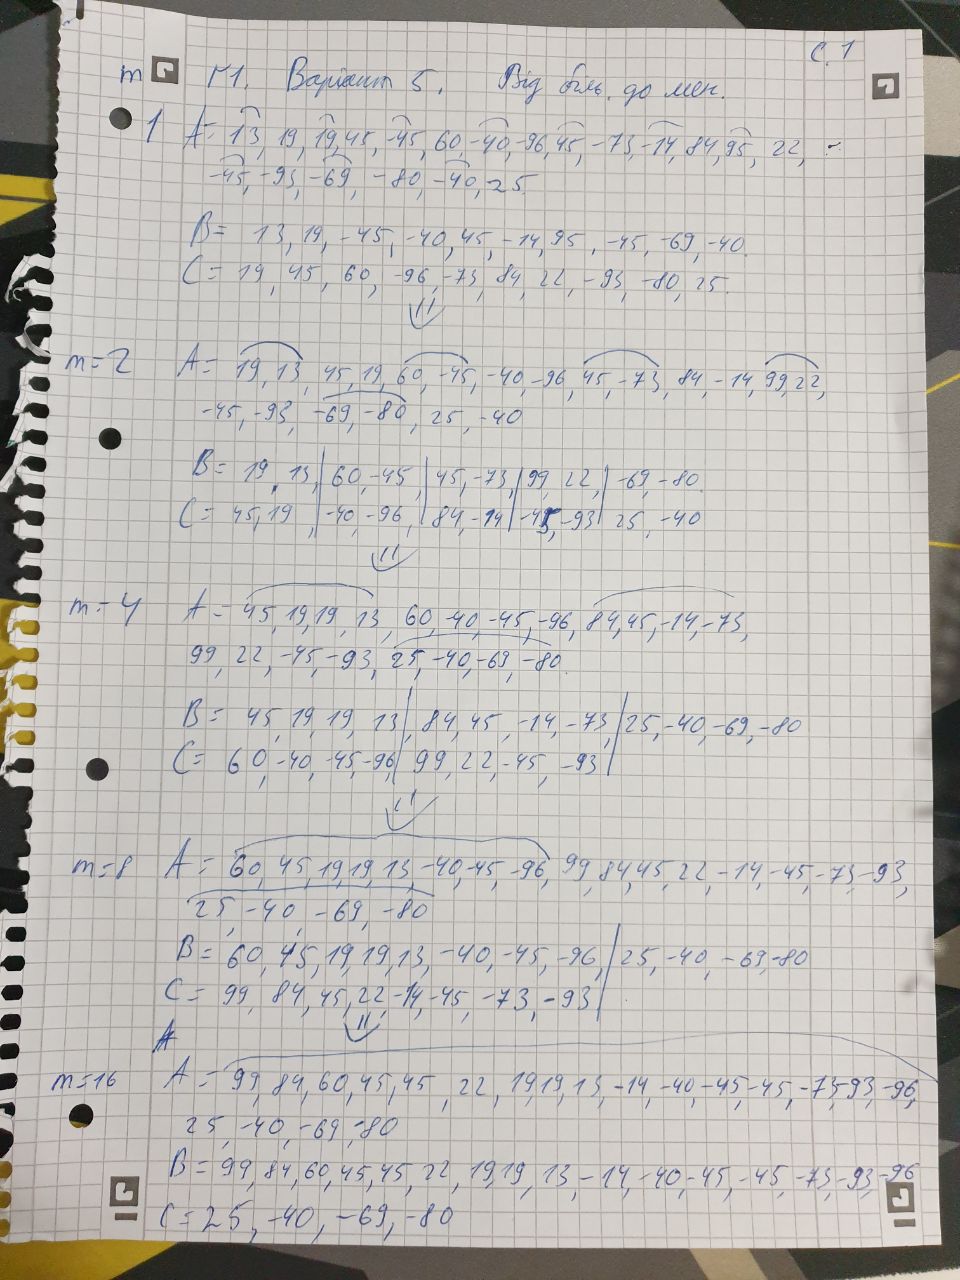 С. 1
m П1. Варіант 5. Від біль. до мен.
1 A = 13, 19, 19, 45, -45, 60, -40, -96, 45, -73, -14, 84, 95, 22, -
-45, -93, -69, -80, -40, 25.
B = 13, 19, -45, -40, 45, -14, 95, -45, -69, -40.
C = 19, 45, 60, -96, -73, 84, 22, -93, -80, 25.
m=2 A = 19, 13, 45, 19, 60, -45, -40, -96, 45, -73, 84, -14, 99, 22,
-45, -93, -69, -80, 25, -40
B = 19, 13, | 60, -45, | 45, -73, | 99, 22, | -69, -80.
C = 45, 19, | -40, -96, | 84, -14 | -45, -93 | 25, -40
m=4 A = 45, 19, 19, 13, 60, -40, -45, -96, 84, 45, -14, -73,
99, 22, -45, -93, 25, -40, -69, -80.
B = 45, 19, 19, 13 | 84, 45, -14, -73, | 25, -40, -69, -80
C = 60, -40, -45, -96, | 99, 22, -45, -93 |
m=8 A = 60, 45, 19, 19, 13, -40, -45, -96, 99, 84, 45, 22, -14, -45, -73, -93,
25, -40, -69, -80
B = 60, 45, 19, 19, 13, -40, -45, -96, | 25, -40, -69, -80
C = 99, 84, 45, 22, -14, -45, -73, -93 |
m=16 A = 99, 84, 60, 45, 45, 22, 19, 19, 13, -14, -40, -45, -45, -73, -93, -96,
25, -40, -69, -80
B = 99, 84, 60, 45, 45, 22, 19, 19, 13, -14, -40, -45, -45, -73, -93, -96
C = 25, -40, -69, -80